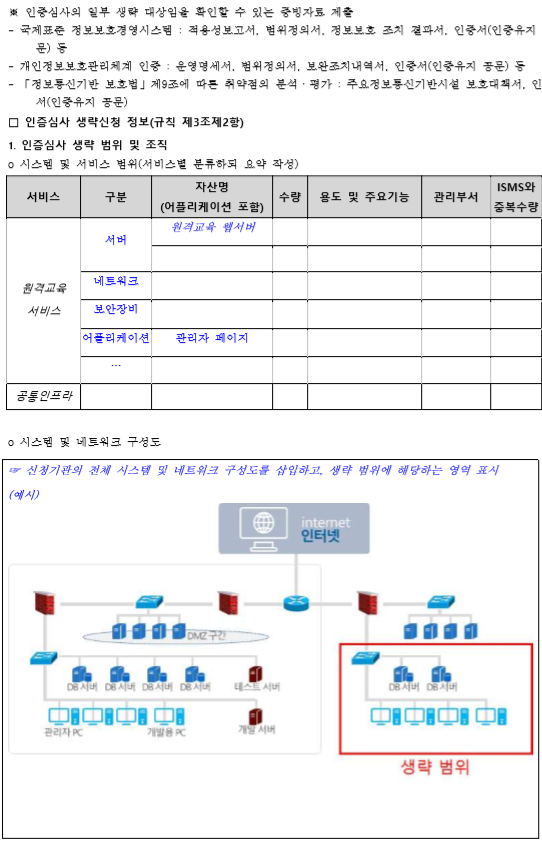 ※ 인증심사의 일부 생략 대상임을 확인할 수 있는 증빙자료 제출
- 국제표준 정보보호경영시스템 : 적용성보고서, 범위정의서, 정보보호 조치 결과서, 인증서(인증유지 공
문) 등
- 개인정보보호관리체계 인증 : 운영명세서, 범위정의서, 보완조치내역서, 인증서(인증유지 공문) 등
- 「정보통신기반 보호법」제9조에 따른 취약점의 분석·평가 : 주요정보통신기반시설 보호대책서, 인증
서(인증유지 공문)
□ 인증심사 생략신청 정보(규칙 제3조제2항)
1. 인증심사 생략 범위 및 조직
o 시스템 및 서비스 범위(서비스별 분류하되 요약 작성)
서비스 구분 자산명 (어플리케이션 포함) 수량 용도 및 주요기능 관리부서 ISMS와 중복수량
원격교육 서비스
서버 원격교육 웹서버
네트워크
보안장비
어플리케이션 관리자 페이지
...
공통인프라
o 시스템 및 네트워크 구성도
☞ 신청기관의 전체 시스템 및 네트워크 구성도를 삽입하고, 생략 범위에 해당하는 영역 표시
(예시)
internet
인터넷
DMZ 구간
DB 서버 DB 서버 DB 서버 DB 서버 테스트 서버 DB 서버 DB 서버
관리자 PC 개발용 PC 개발 서버
생략 범위